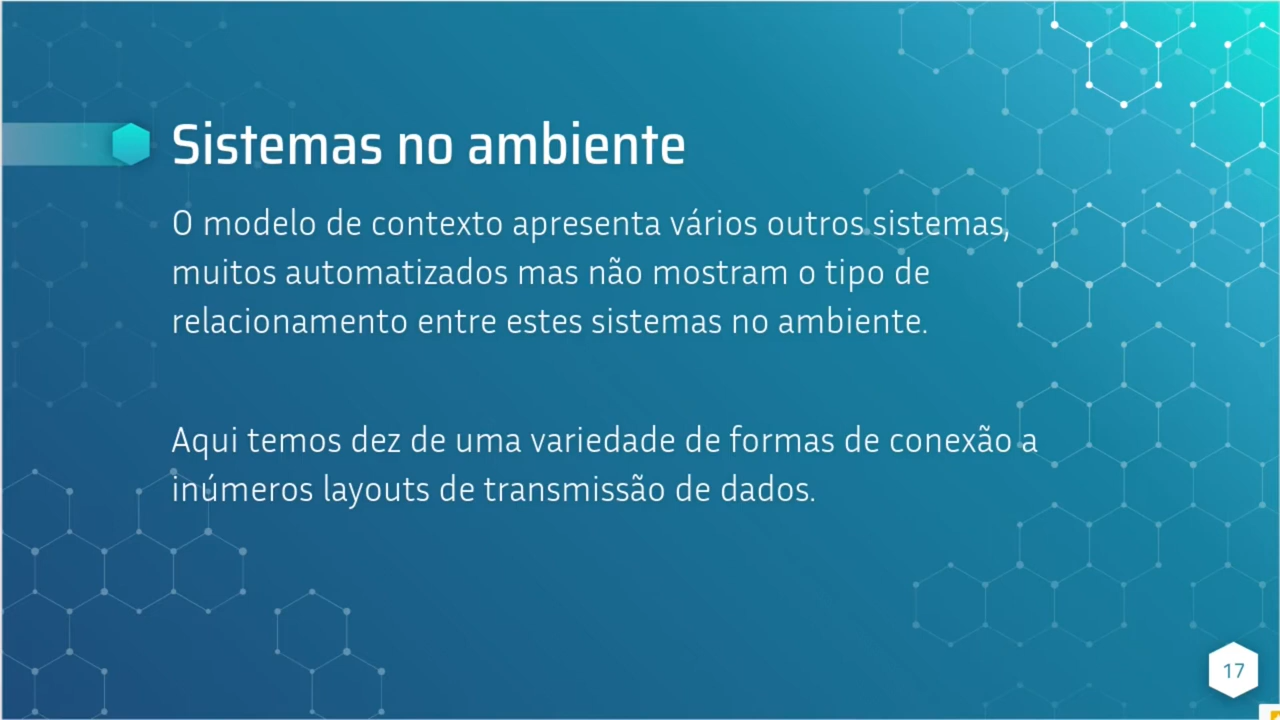 Sistemas no ambiente
O modelo de contexto apresenta vários outros sistemas,
muitos automatizados mas não mostram o tipo de
relacionamento entre estes sistemas no ambiente.
Aqui temos dez de uma variedade de formas de conexão a
inúmeros layouts de transmissão de dados.
17